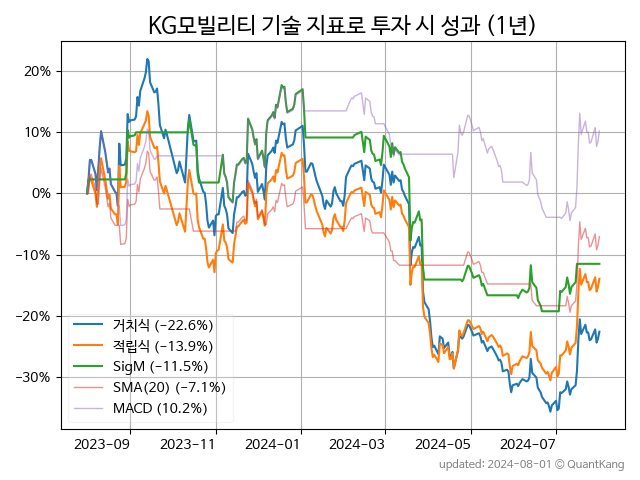 KG모빌리티 기술 지표로 투자 시 성과 (1년)
20%
10%
0%
−10%
−20%
−30%
거치식 (−22.6%)
적립식 (−13.9%)
SigM (−11.5%)
SMA(20) (−7.1%)
MACD (10.2%)
2023−09 2023−11 2024−01 2024−03 2024−05 2024−07
updated: 2024-08-01 © QuantKang